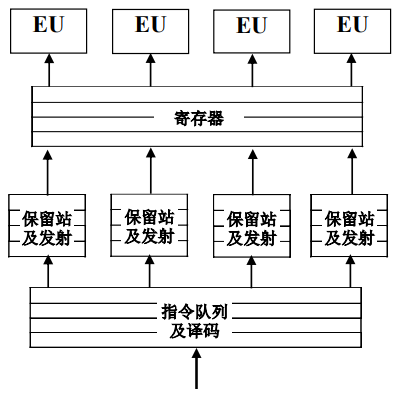 EU EU EU EU
寄存器
保留站 保留站 保留站 保留站
及发射 及发射 及发射 及发射
指令队列
及译码